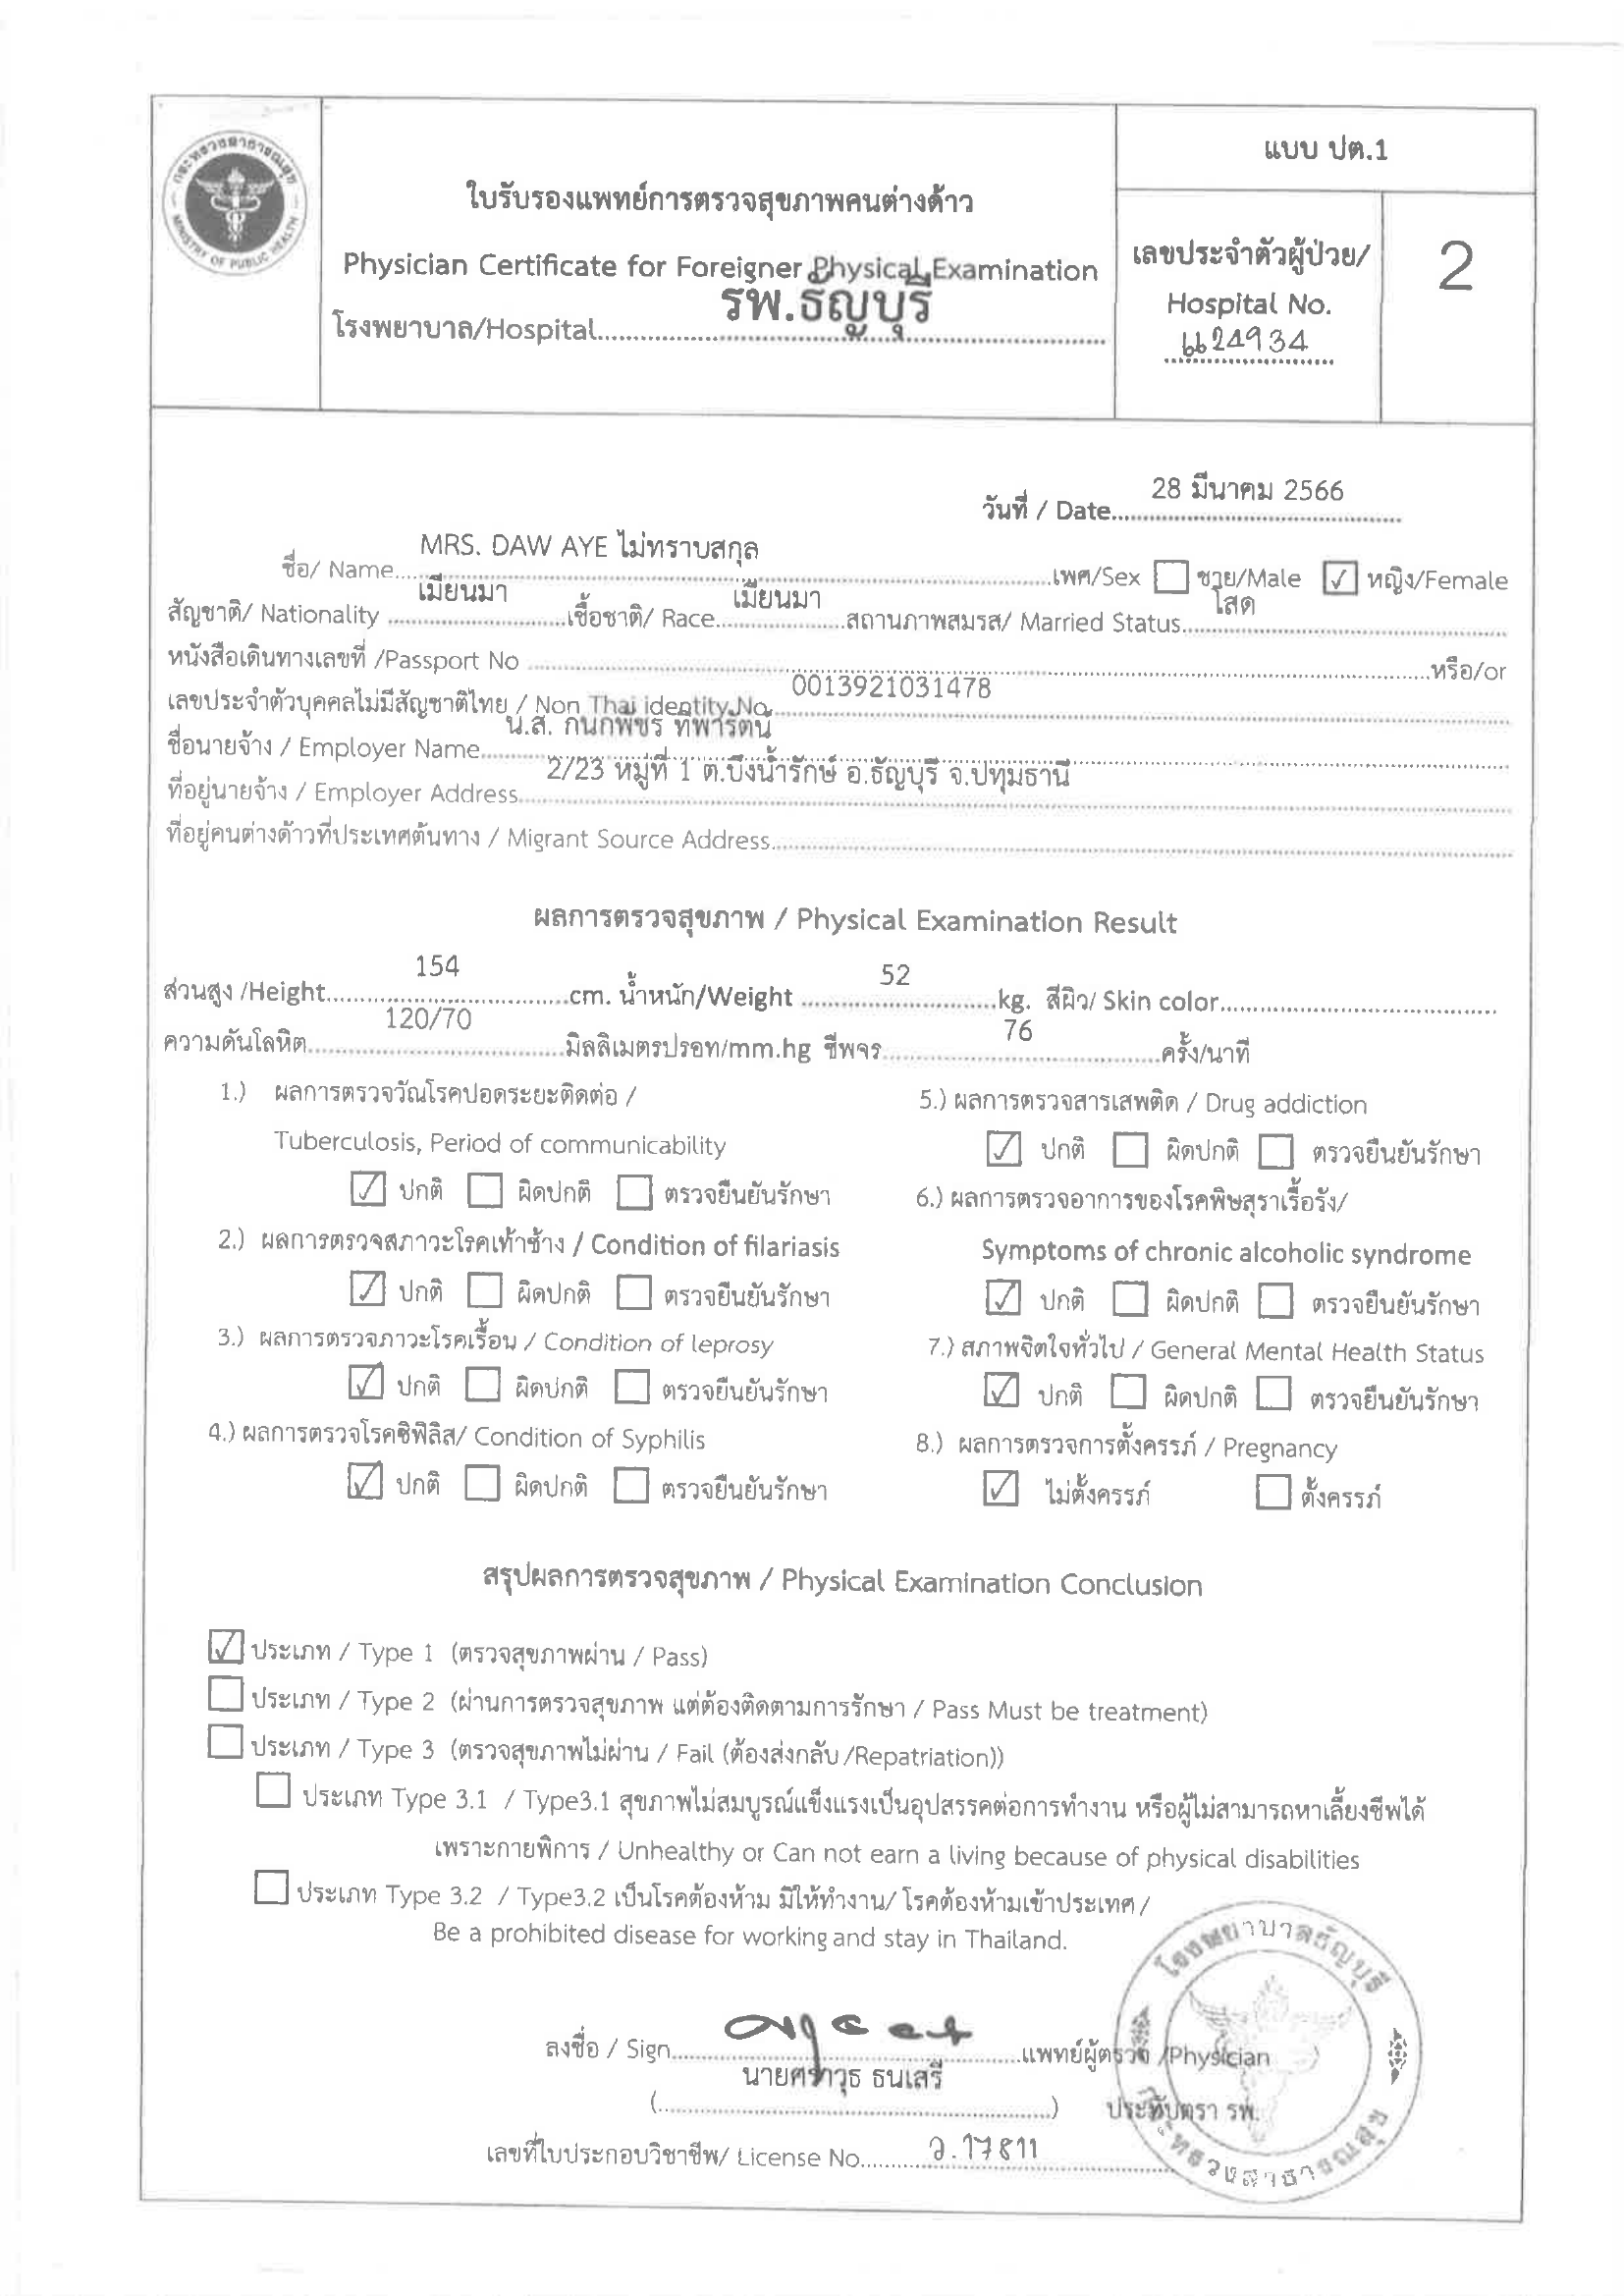 กระทรวงสาธารณสุข
MINISTRY OF PUBLIC HEALTH
ใบรับรองแพทย์การตรวจสุขภาพคนต่างด้าว
Physician Certificate for Foreigner Physical Examination
โรงพยาบาล/Hospital รพ.ธัญบุรี
แบบ ปต.1
เลขประจำตัวผู้ป่วย/
Hospital No.
2
วันที่ / Date 28 มีนาคม 2566
ชื่อ/ Name MRS. DAW AYE ไม่ทราบสกุล เพศ/Sex ชาย/Male ✓ หญิง/Female
สัญชาติ/ Nationality เมียนมา เชื้อชาติ/ Race เมียนมา สถานภาพสมรส/ Married Status โสด
หนังสือเดินทางเลขที่ /Passport No หรือ/or
เลขประจำตัวบุคคลไม่มีสัญชาติไทย / Non Thai identity No. 0013921031478
ชื่อนายจ้าง / Employer Name น.ส. กนกพัชร ทิพารัตน์
ที่อยู่นายจ้าง / Employer Address 2/23 หมู่ที่ 1 ต.บึงน้ำรักษ์ อ.ธัญบุรี จ.ปทุมธานี
ที่อยู่คนต่างด้าวที่ประเทศต้นทาง / Migrant Source Address
ผลการตรวจสุขภาพ / Physical Examination Result
ส่วนสูง /Height 154 cm. น้ำหนัก/Weight 52 kg. สีผิว/ Skin color
ความดันโลหิต 120/70 มิลลิเมตรปรอท/mm.hg ชีพจร 76 ครั้ง/นาที
1.) ผลการตรวจวัณโรคปอดระยะติดต่อ /
Tuberculosis, Period of communicability
✓ ปกติ ผิดปกติ ตรวจยืนยันรักษา
2.) ผลการตรวจสภาวะโรคเท้าช้าง / Condition of filariasis
✓ ปกติ ผิดปกติ ตรวจยืนยันรักษา
3.) ผลการตรวจภาวะโรคเรื้อน / Condition of leprosy
✓ ปกติ ผิดปกติ ตรวจยืนยันรักษา
4.) ผลการตรวจโรคซิฟิลิส/ Condition of Syphilis
✓ ปกติ ผิดปกติ ตรวจยืนยันรักษา
5.) ผลการตรวจสารเสพติด / Drug addiction
✓ ปกติ ผิดปกติ ตรวจยืนยันรักษา
6.) ผลการตรวจอาการของโรคพิษสุราเรื้อรัง/
Symptoms of chronic alcoholic syndrome
✓ ปกติ ผิดปกติ ตรวจยืนยันรักษา
7.) สภาพจิตใจทั่วไป / General Mental Health Status
✓ ปกติ ผิดปกติ ตรวจยืนยันรักษา
8.) ผลการตรวจการตั้งครรภ์ / Pregnancy
✓ ไม่ตั้งครรภ์ ตั้งครรภ์
สรุปผลการตรวจสุขภาพ / Physical Examination Conclusion
✓ ประเภท / Type 1 (ตรวจสุขภาพผ่าน / Pass)
ประเภท / Type 2 (ผ่านการตรวจสุขภาพ แต่ต้องติดตามการรักษา / Pass Must be treatment)
ประเภท / Type 3 (ตรวจสุขภาพไม่ผ่าน / Fail (ต้องส่งกลับ /Repatriation))
ประเภท Type 3.1 / Type3.1 สุขภาพไม่สมบูรณ์แข็งแรงเป็นอุปสรรคต่อการทำงาน หรือผู้ไม่สามารถหาเลี้ยงชีพได้
เพราะกายพิการ / Unhealthy or Can not earn a living because of physical disabilities
ประเภท Type 3.2 / Type3.2 เป็นโรคต้องห้าม มิให้ทำงาน/ โรคต้องห้ามเข้าประเทศ /
Be a prohibited disease for working and stay in Thailand.
ลงชื่อ / Sign แพทย์ผู้ตรวจ /Physician
(นายศราวุธ ธนเสรี)
ประทับตรา รพ.
เลขที่ใบประกอบวิชาชีพ/ License No. ว.17811
โรงพยาบาลธัญบุรี
กระทรวงสาธารณสุข